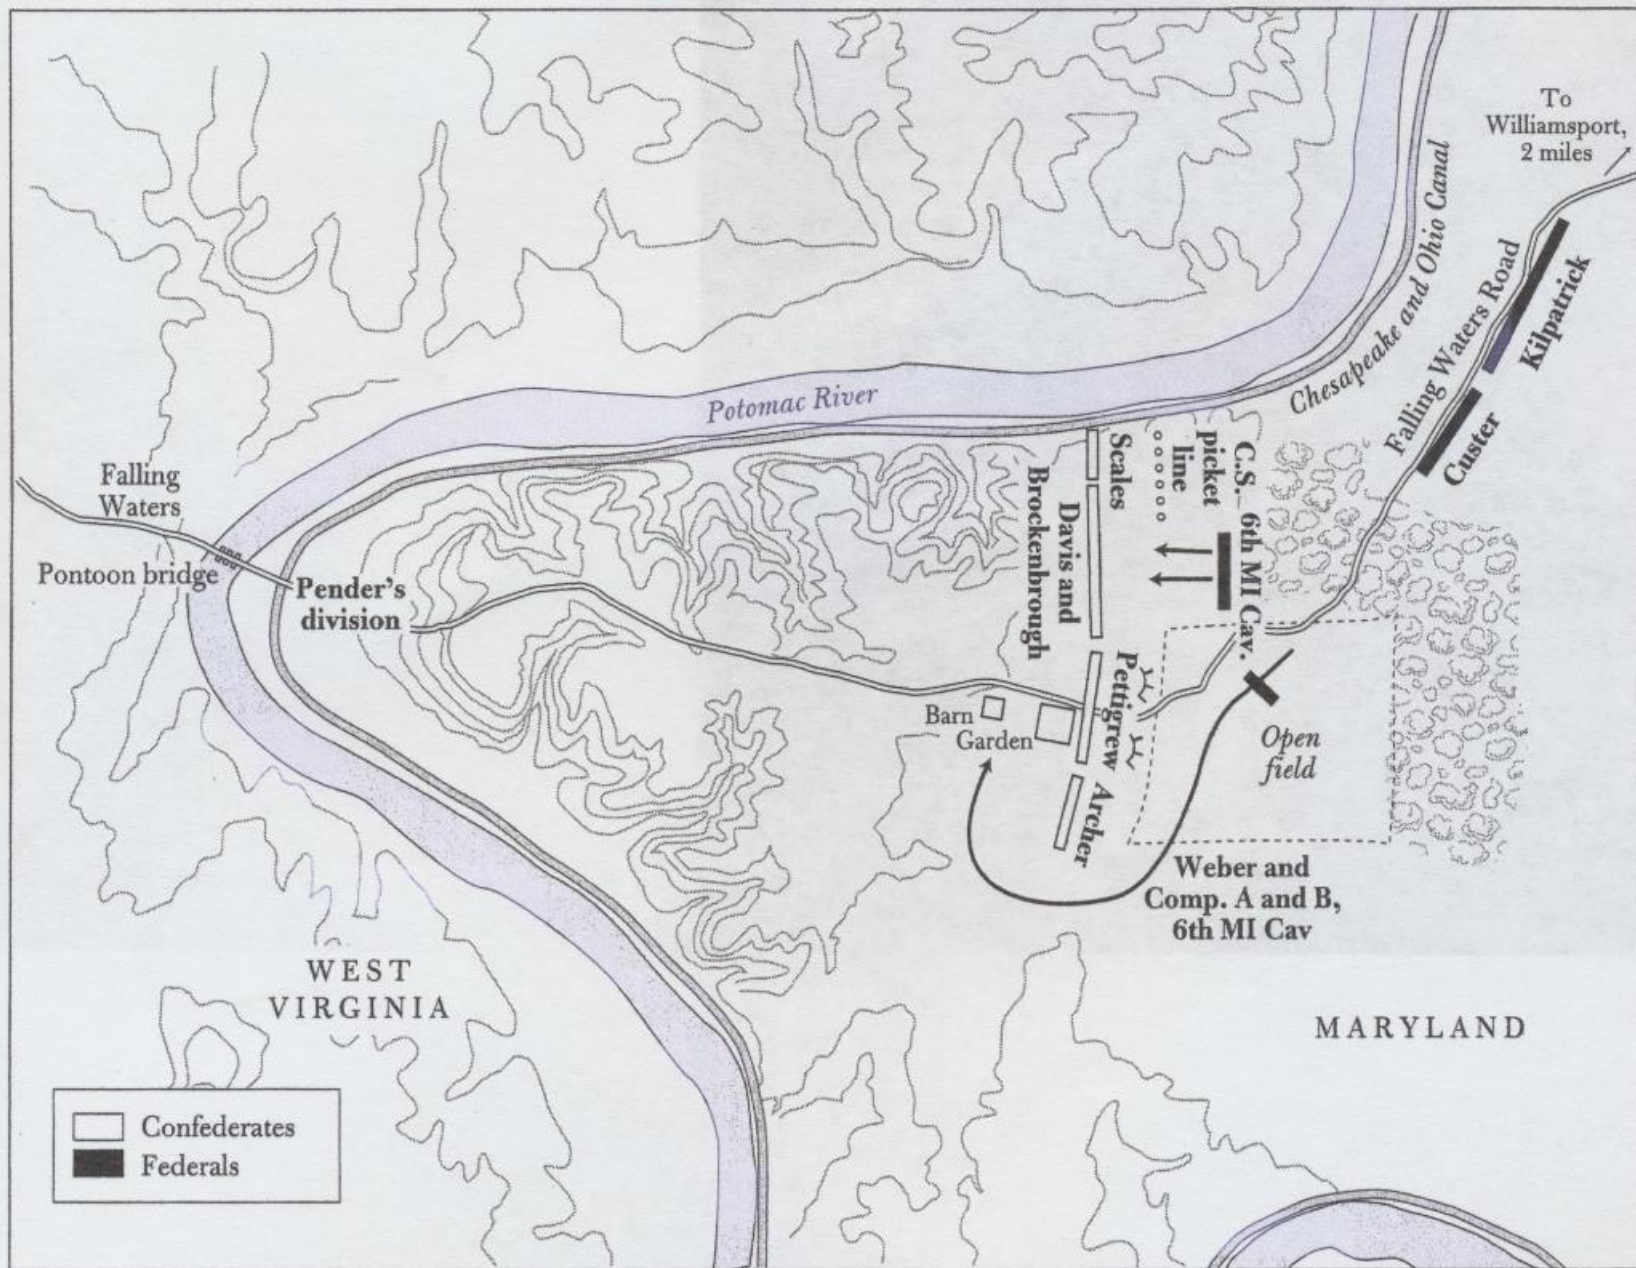 To
Williamsport,
2 miles
Chesapeake and Ohio Canal
Falling Waters Road
Kilpatrick
Custer
Potomac River
Falling
Waters
Pontoon bridge
Pender's
division
Scales
Davis and
Brockenbrough
C.S.
picket
line
6th MI Cav.
Pettigrew
Archer
Barn
Garden
Open
field
Weber and
Comp. A and B,
6th MI Cav
WEST
VIRGINIA
MARYLAND
Confederates
Federals